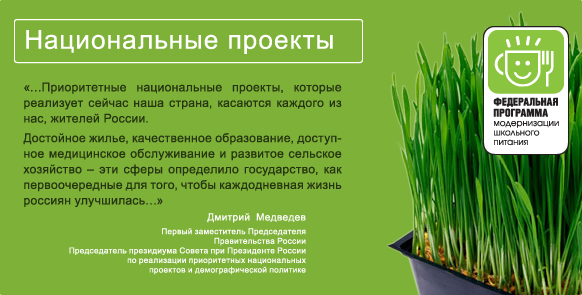 Национальные проекты
«...Приоритетные национальные проекты, которые
реализует сейчас наша страна, касаются каждого из
нас, жителей России.
Достойное жилье, качественное образование, доступ-
ное медицинское обслуживание и развитое сельское
хозяйство – эти сферы определило государство, как
первоочередные для того, чтобы каждодневная жизнь
россиян улучшилась...»
Дмитрий Медведев
Первый заместитель Председателя
Правительства России
Председатель президиума Совета при Президенте России
по реализации приоритетных национальных
проектов и демографической политике
ФЕДЕРАЛЬНАЯ
ПРОГРАММА
модернизации
школьного
питания